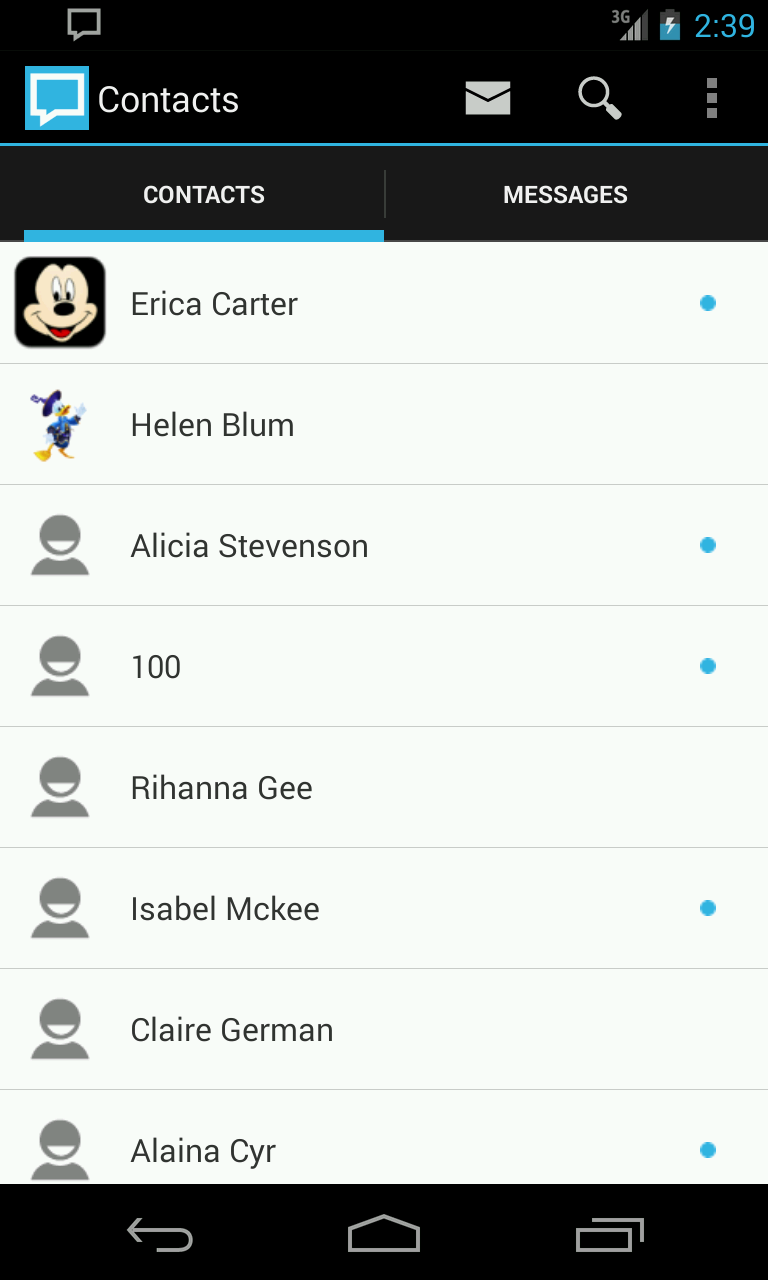 3G 2:39
Contacts
CONTACTS MESSAGES
Erica Carter
Helen Blum
Alicia Stevenson
100
Rihanna Gee
Isabel Mckee
Claire German
Alaina Cyr